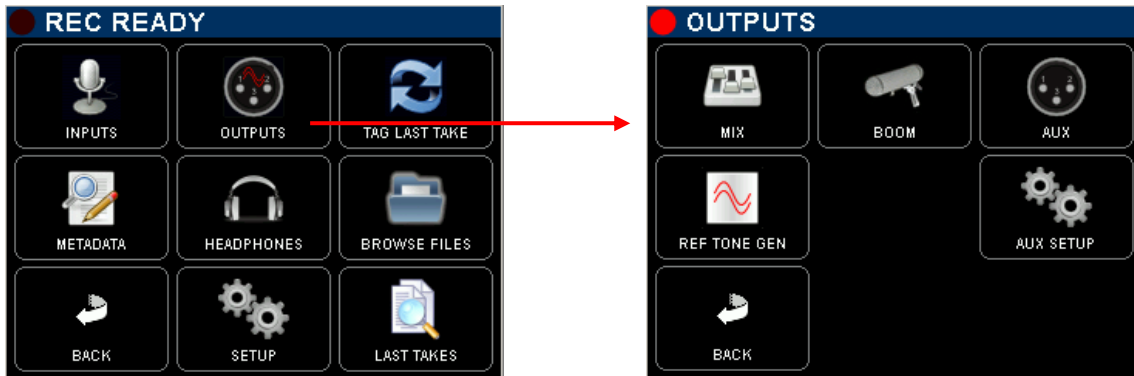 REC READY
INPUTS
OUTPUTS
TAG LAST TAKE
METADATA
HEADPHONES
BROWSE FILES
BACK
SETUP
LAST TAKES
OUTPUTS
MIX
BOOM
AUX
REF TONE GEN
AUX SETUP
BACK